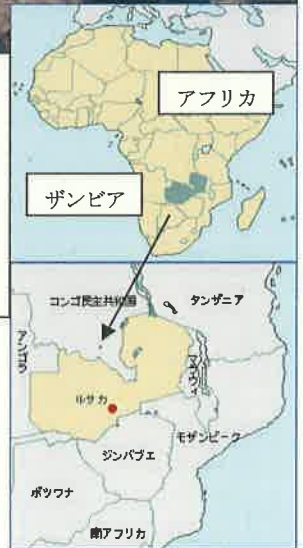 アフリカ
ザンビア
コンゴ民主共和国
タンザニア
アンゴラ
マラウィ
ルサカ
モザンビーク
ジンバブエ
ボツワナ
南アフリカ